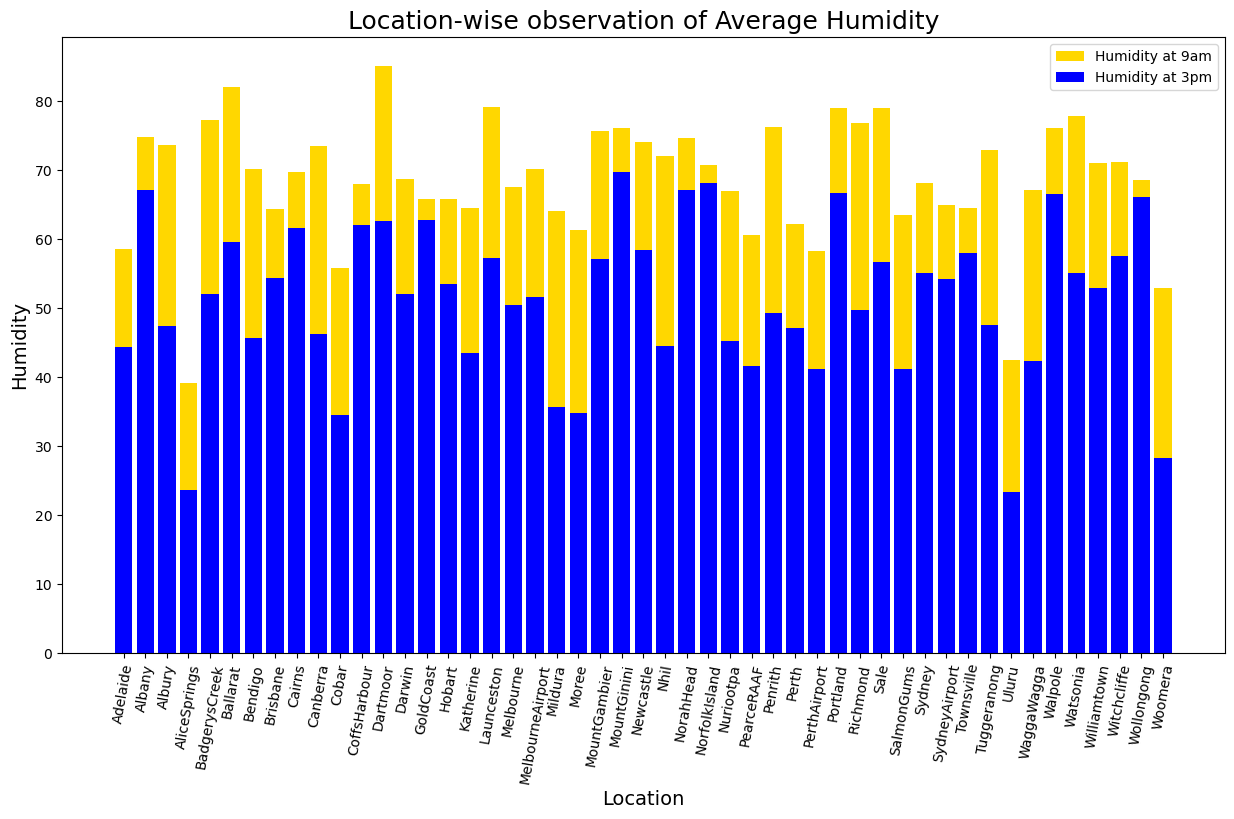 Location-wise observation of Average Humidity
Humidity at 9am
Humidity at 3pm
Humidity
80
70
60
50
40
30
20
10
0
Adelaide
Albany
Albury
AliceSprings
BadgerysCreek
Ballarat
Bendigo
Brisbane
Cairns
Canberra
Cobar
CoffsHarbour
Dartmoor
Darwin
GoldCoast
Hobart
Katherine
Launceston
Melbourne
MelbourneAirport
Mildura
Moree
MountGambier
MountGinini
Newcastle
Nhil
NorahHead
NorfolkIsland
Nuriootpa
PearceRAAF
Penrith
Perth
PerthAirport
Portland
Richmond
Sale
SalmonGums
Sydney
SydneyAirport
Townsville
Tuggeranong
Uluru
WaggaWagga
Walpole
Watsonia
Williamtown
Witchcliffe
Wollongong
Woomera
Location